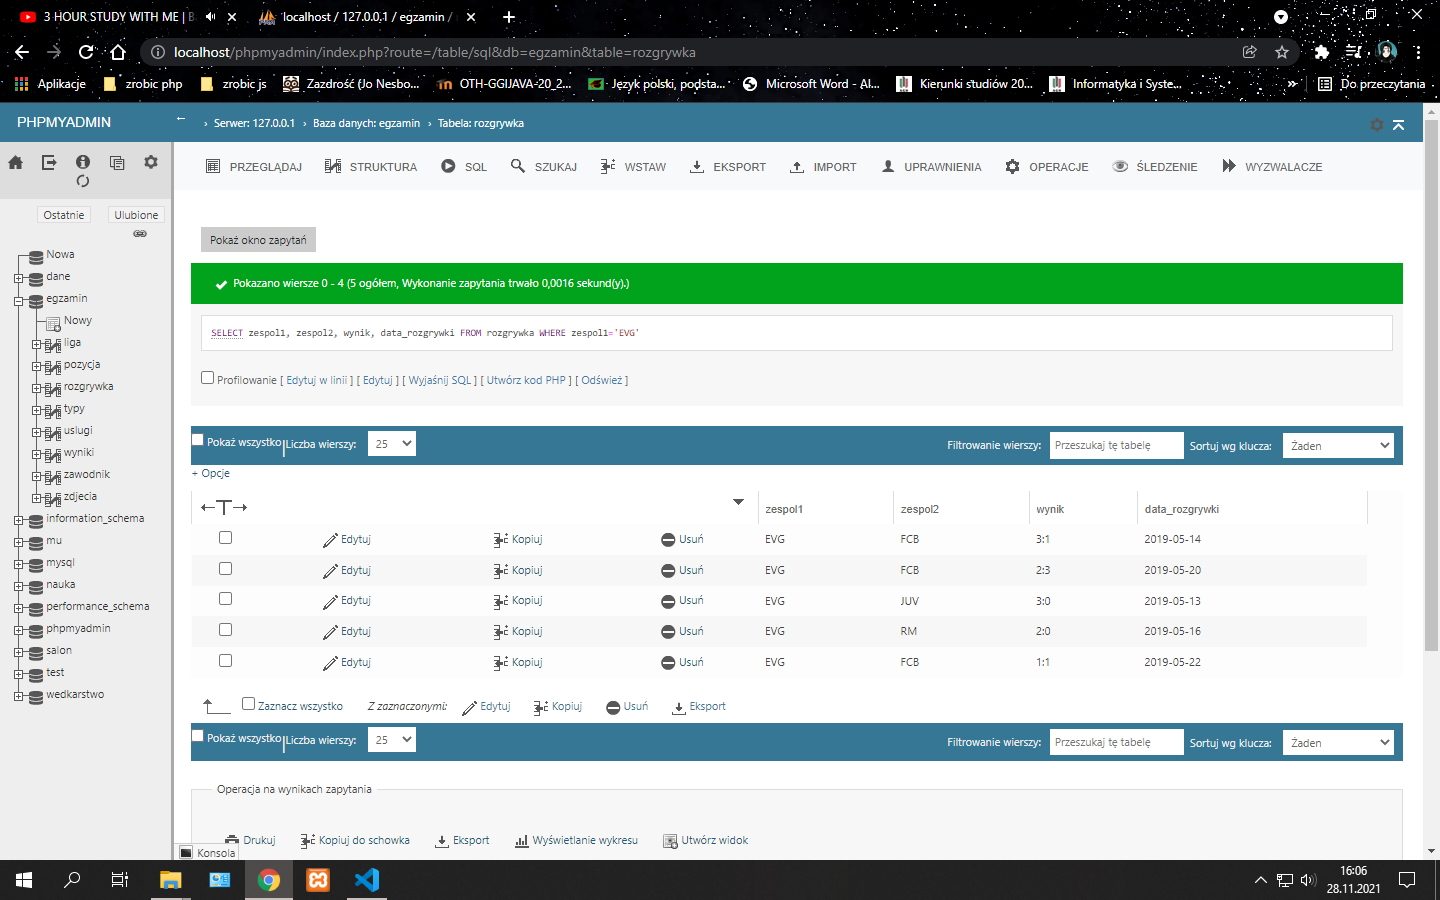 3 HOUR STUDY WITH ME | B
localhost / 127.0.0.1 / egzamin /
localhost/phpmyadmin/index.php?route=/table/sql&db=egzamin&table=rozgrywka
Aplikacje
zrobic php
zrobic js
Zazdrość (Jo Nesbo...
OTH-GGIJAVA-20_2...
Język polski, podsta...
Microsoft Word - Al...
Kierunki studiów 20...
Informatyka i Syste...
»
Do przeczytania
PHPMYADMIN
← › Serwer: 127.0.0.1 › Baza danych: egzamin › Tabela: rozgrywka
PRZEGLĄDAJ STRUKTURA SQL SZUKAJ WSTAW EKSPORT IMPORT UPRAWNIENIA OPERACJE ŚLEDZENIE WYZWALACZE
Ostatnie Ulubione
Nowa
dane
egzamin
Nowy
liga
pozycja
rozgrywka
typy
uslugi
wyniki
zawodnik
zdjecia
information_schema
mu
mysql
nauka
performance_schema
phpmyadmin
salon
test
wedkarstwo
Pokaż okno zapytań
Pokazano wiersze 0 - 4 (5 ogółem, Wykonanie zapytania trwało 0,0016 sekund(y).)
SELECT zespol1, zespol2, wynik, data_rozgrywki FROM rozgrywka WHERE zespol1='EVG'
Profilowanie [ Edytuj w linii ] [ Edytuj ] [ Wyjaśnij SQL ] [ Utwórz kod PHP ] [ Odśwież ]
Pokaż wszystko Liczba wierszy: 25 Filtrowanie wierszy: Przeszukaj tę tabelę Sortuj wg klucza: Żaden
+ Opcje
←T→ zespol1 zespol2 wynik data_rozgrywki
Edytuj Kopiuj Usuń EVG FCB 3:1 2019-05-14
Edytuj Kopiuj Usuń EVG FCB 2:3 2019-05-20
Edytuj Kopiuj Usuń EVG JUV 3:0 2019-05-13
Edytuj Kopiuj Usuń EVG RM 2:0 2019-05-16
Edytuj Kopiuj Usuń EVG FCB 1:1 2019-05-22
Zaznacz wszystko Z zaznaczonymi: Edytuj Kopiuj Usuń Eksport
Pokaż wszystko Liczba wierszy: 25 Filtrowanie wierszy: Przeszukaj tę tabelę Sortuj wg klucza: Żaden
Operacja na wynikach zapytania
Drukuj Kopiuj do schowka Eksport Wyświetlanie wykresu Utwórz widok
Konsola
16:06
28.11.2021